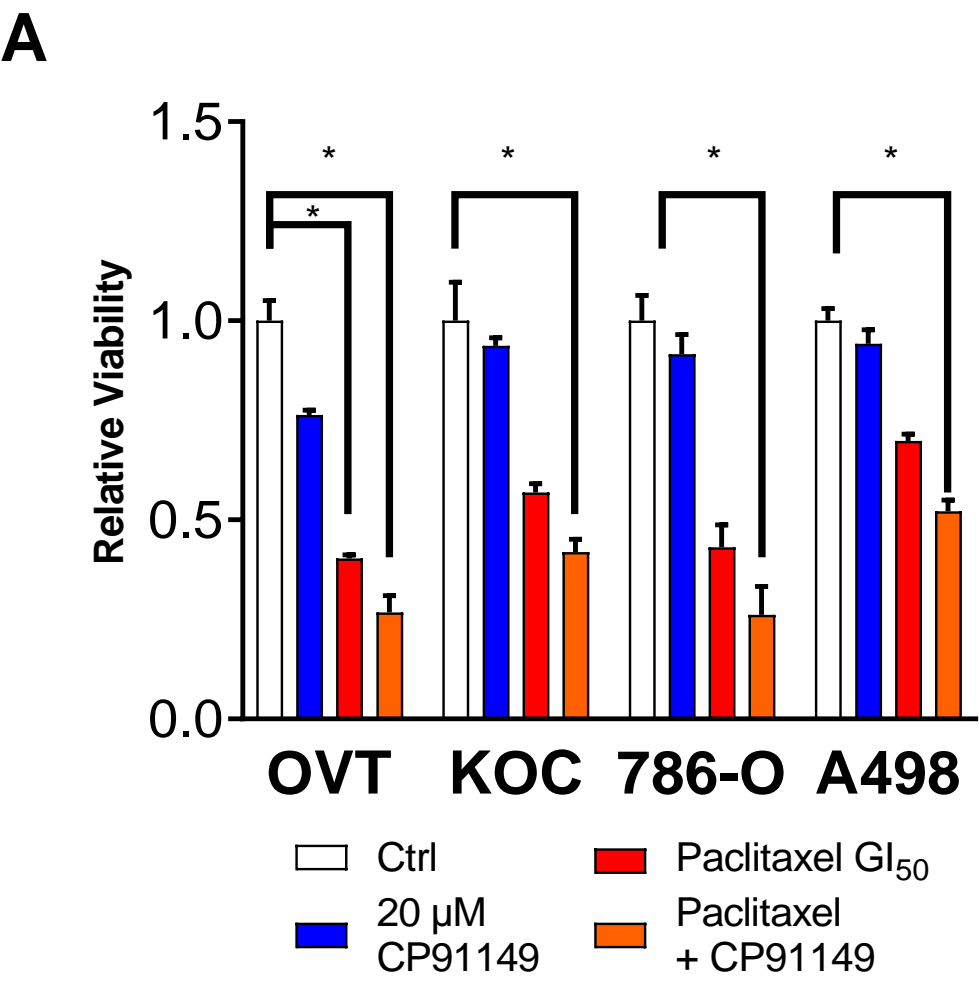 A
1.5
* * * *
*
1.0
0.5
0.0
Relative Viability
OVT KOC 786-O A498
Ctrl
20 µM
CP91149
Paclitaxel GI50
Paclitaxel
+ CP91149